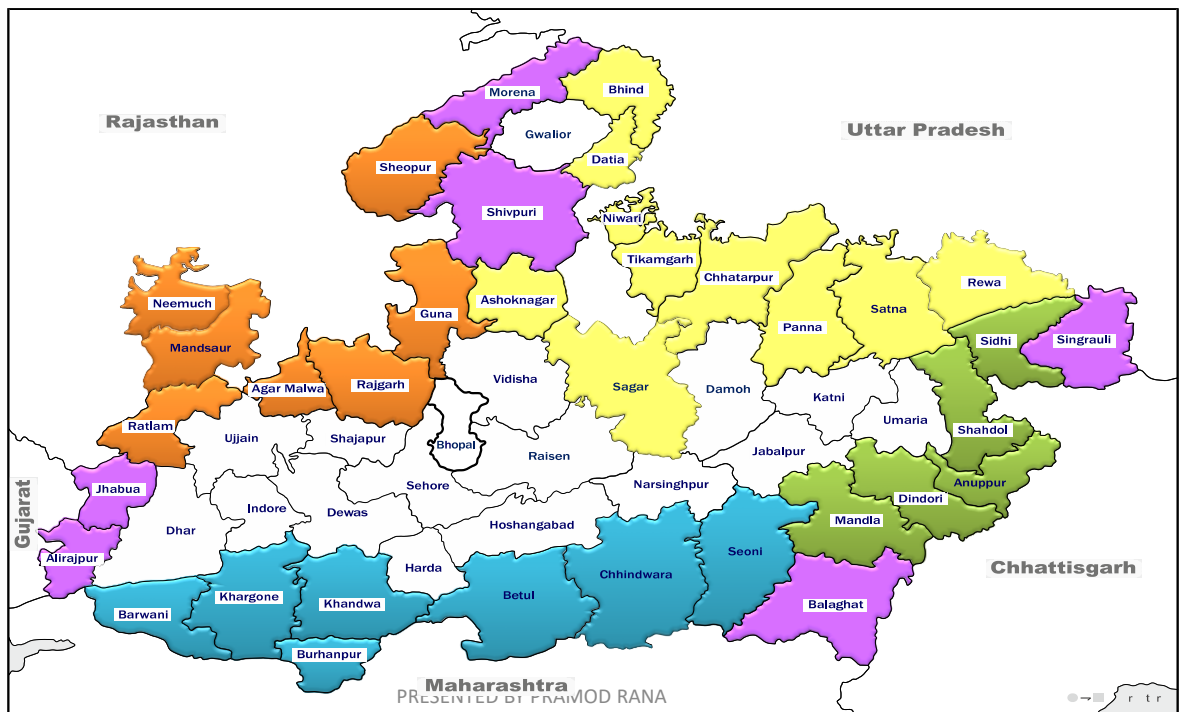 Morena
Bhind
Rajasthan
Gwalior
Uttar Pradesh
Datia
Sheopur
Shivpuri
Niwari
Tikamgarh
Chhatarpur
Rewa
Neemuch
Ashoknagar
Guna
Satna
Panna
Sidhi
Singrauli
Mandsaur
Vidisha
Agar Malwa
Rajgarh
Sagar
Damoh
Katni
Umaria
Ratlam
Ujjain
Shajapur
Bhopal
Raisen
Jabalpur
Shahdol
Jhabua
Sehore
Narsinghpur
Anuppur
Dindori
Gujarat
Indore
Dewas
Mandla
Dhar
Hoshangabad
Alirajpur
Seoni
Harda
Chhindwara
Chhattisgarh
Khargone
Khandwa
Betul
Balaghat
Barwani
Burhanpur
Maharashtra
PRESENTED BY PRAMOD RANA
r t r